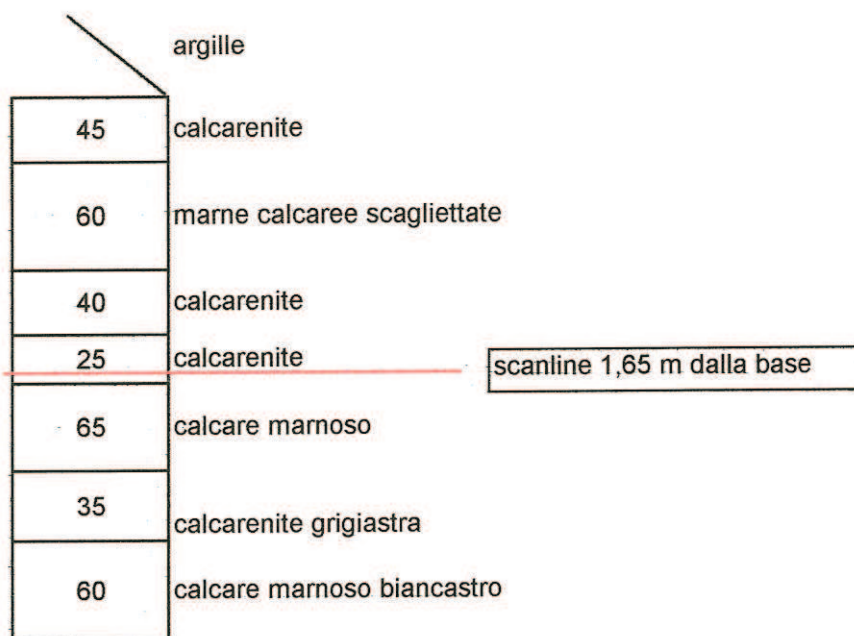 argille
45 calcarenite
60 marne calcaree scagliettate
40 calcarenite
25 calcarenite
scanline 1,65 m dalla base
65 calcare marnoso
35
calcarenite grigiastra
60 calcare marnoso biancastro